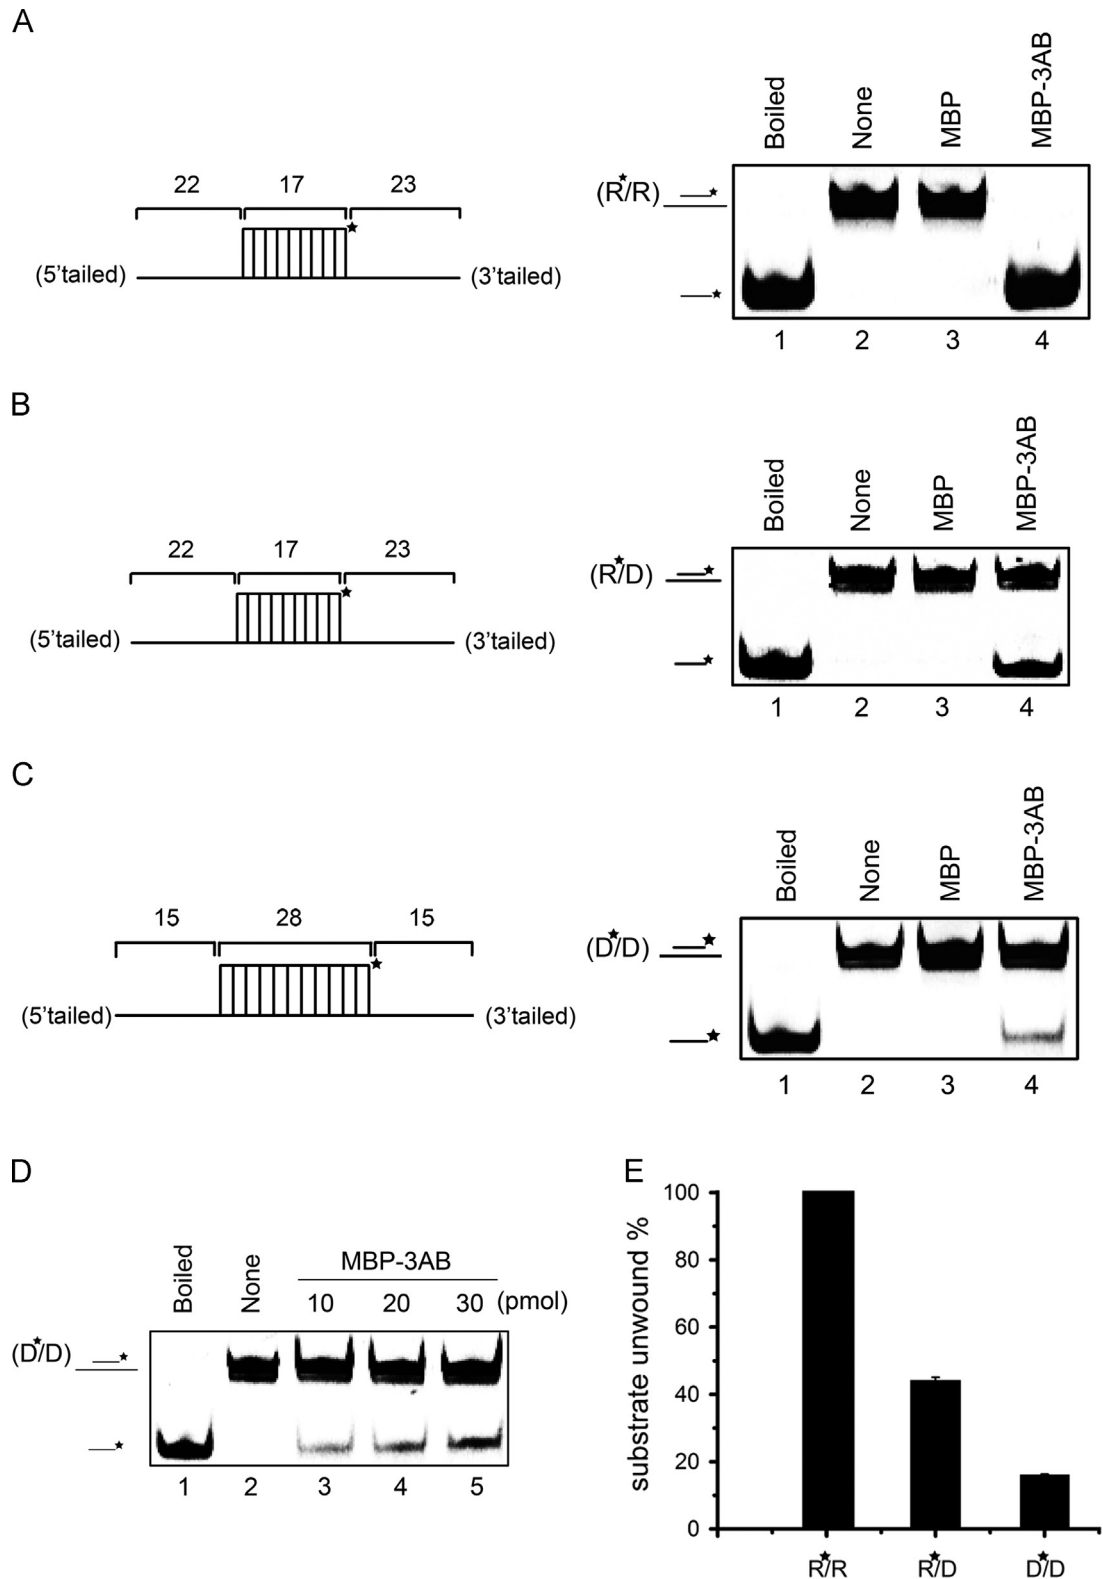 A
Boiled
None
MBP
MBP-3AB
22 17 23
(5'tailed) (3'tailed)
(R★/R)
1 2 3 4
B
Boiled
None
MBP
MBP-3AB
22 17 23
(5'tailed) (3'tailed)
(R★/D)
1 2 3 4
C
Boiled
None
MBP
MBP-3AB
15 28 15
(5'tailed) (3'tailed)
(D★/D)
1 2 3 4
D
Boiled
None
MBP-3AB
10 20 30 (pmol)
(D★/D)
1 2 3 4 5
E
substrate unwound %
100
80
60
40
20
0
R★/R R★/D D★/D